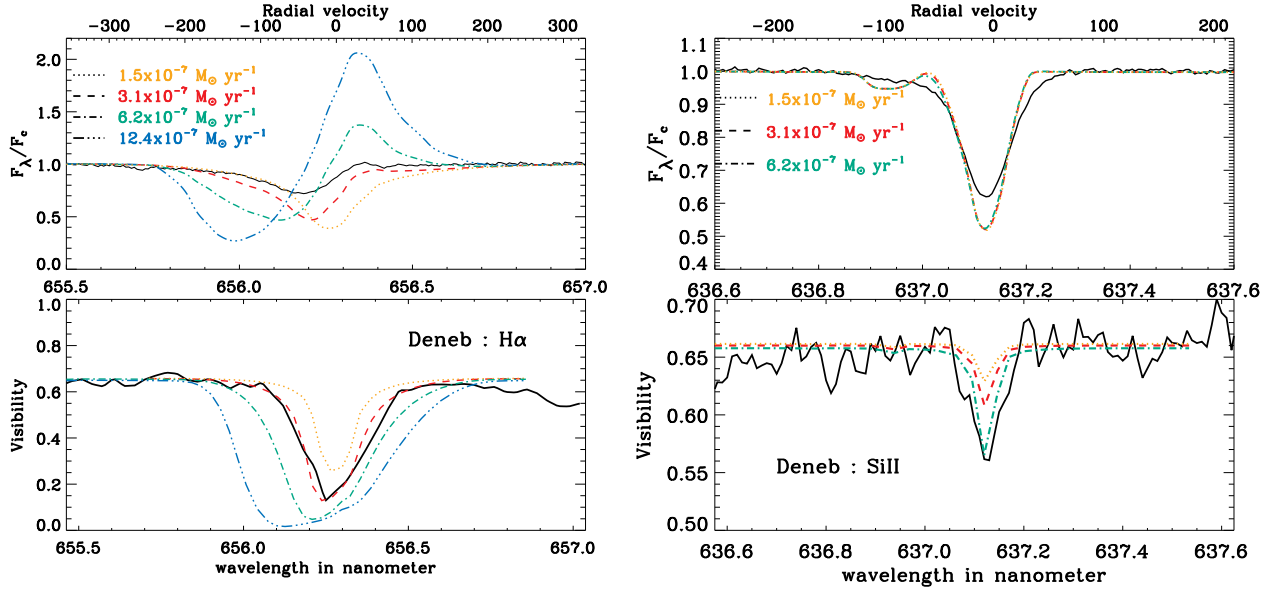 Radial velocity
−300 −200 −100 0 100 200 300
2.0
1.5
1.0
0.5
0.0
F_λ/F_c
1.5x10⁻⁷ M☉ yr⁻¹
3.1x10⁻⁷ M☉ yr⁻¹
6.2x10⁻⁷ M☉ yr⁻¹
12.4x10⁻⁷ M☉ yr⁻¹
655.5 656.0 656.5 657.0
1.0
0.8
0.6
0.4
0.2
0.0
Visibility
Deneb : Hα
655.5 656.0 656.5 657.0
wavelength in nanometer
Radial velocity
−200 −100 0 100 200
1.1
1.0
0.9
0.8
0.7
0.6
0.5
0.4
F_λ/F_c
1.5x10⁻⁷ M☉ yr⁻¹
3.1x10⁻⁷ M☉ yr⁻¹
6.2x10⁻⁷ M☉ yr⁻¹
636.6 636.8 637.0 637.2 637.4 637.6
0.70
0.65
0.60
0.55
0.50
Visibility
Deneb : SiII
636.6 636.8 637.0 637.2 637.4 637.6
wavelength in nanometer